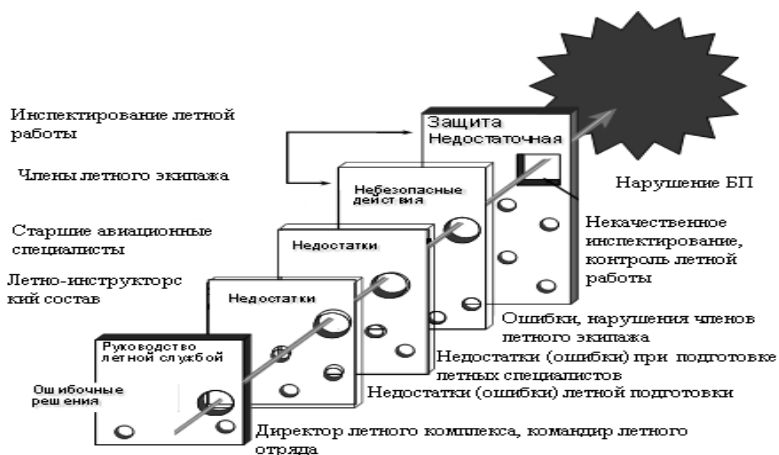 Инспектирование летной
работы
Члены летного экипажа
Старшие авиационные
специалисты
Летно-инструкторс
кий состав
Защита
Недостаточная
Небезопасные
действия
Недостатки
Недостатки
Руководство
летной службой
Ошибочные
решения
Нарушение БП
Некачественное
инспектирование,
контроль летной
работы
Ошибки, нарушения членов
летного экипажа
Недостатки (ошибки) при подготовке
летных специалистов
Недостатки (ошибки) летной подготовки
Директор летного комплекса, командир летного
отряда